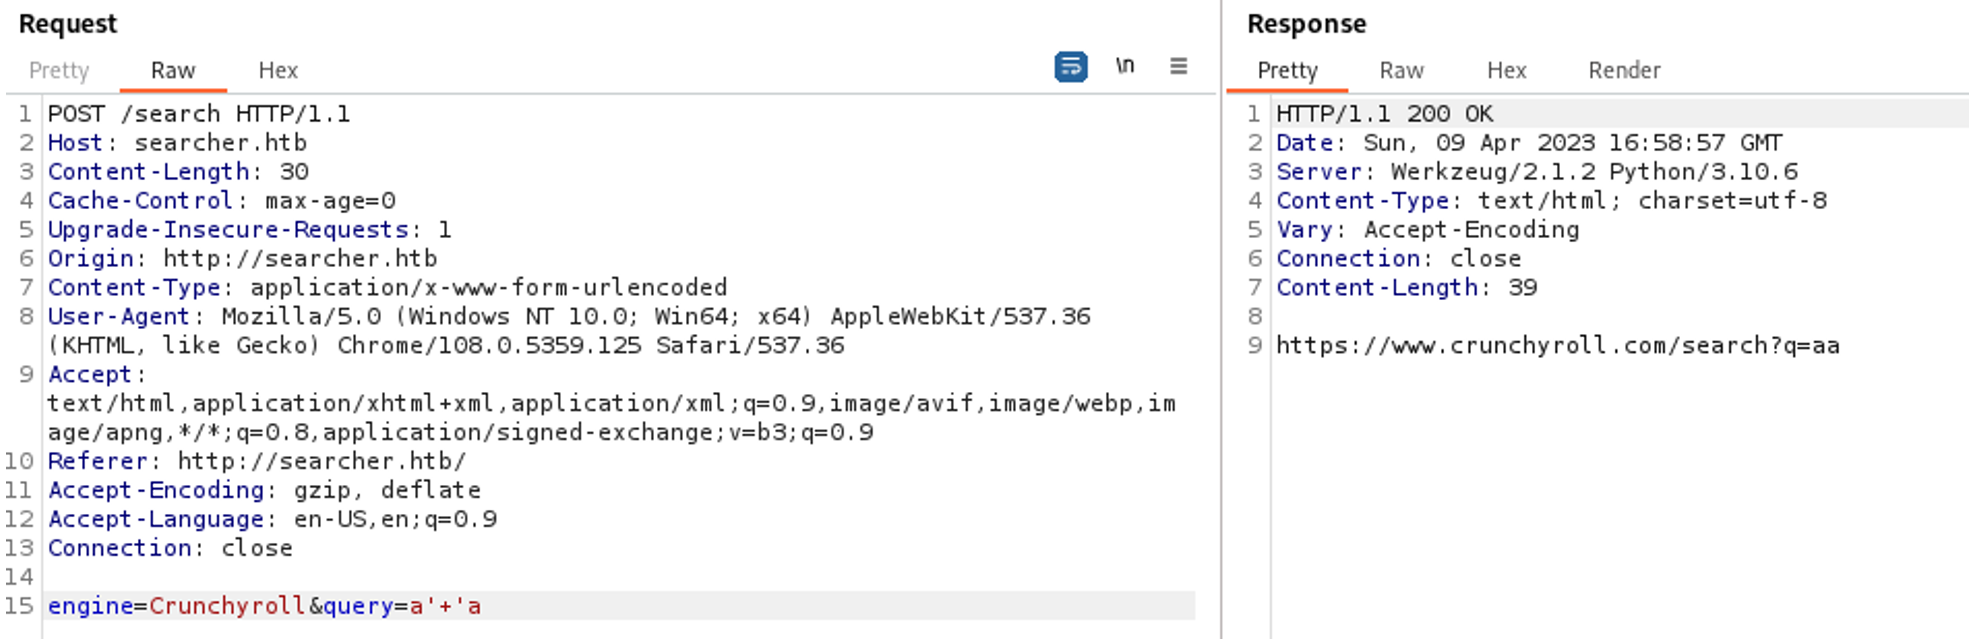 Request
Pretty Raw Hex \n
1 POST /search HTTP/1.1
2 Host: searcher.htb
3 Content-Length: 30
4 Cache-Control: max-age=0
5 Upgrade-Insecure-Requests: 1
6 Origin: http://searcher.htb
7 Content-Type: application/x-www-form-urlencoded
8 User-Agent: Mozilla/5.0 (Windows NT 10.0; Win64; x64) AppleWebKit/537.36
(KHTML, like Gecko) Chrome/108.0.5359.125 Safari/537.36
9 Accept:
text/html,application/xhtml+xml,application/xml;q=0.9,image/avif,image/webp,im
age/apng,*/*;q=0.8,application/signed-exchange;v=b3;q=0.9
10 Referer: http://searcher.htb/
11 Accept-Encoding: gzip, deflate
12 Accept-Language: en-US,en;q=0.9
13 Connection: close
14
15 engine=Crunchyroll&query=a'+'a
Response
Pretty Raw Hex Render
1 HTTP/1.1 200 OK
2 Date: Sun, 09 Apr 2023 16:58:57 GMT
3 Server: Werkzeug/2.1.2 Python/3.10.6
4 Content-Type: text/html; charset=utf-8
5 Vary: Accept-Encoding
6 Connection: close
7 Content-Length: 39
8
9 https://www.crunchyroll.com/search?q=aa